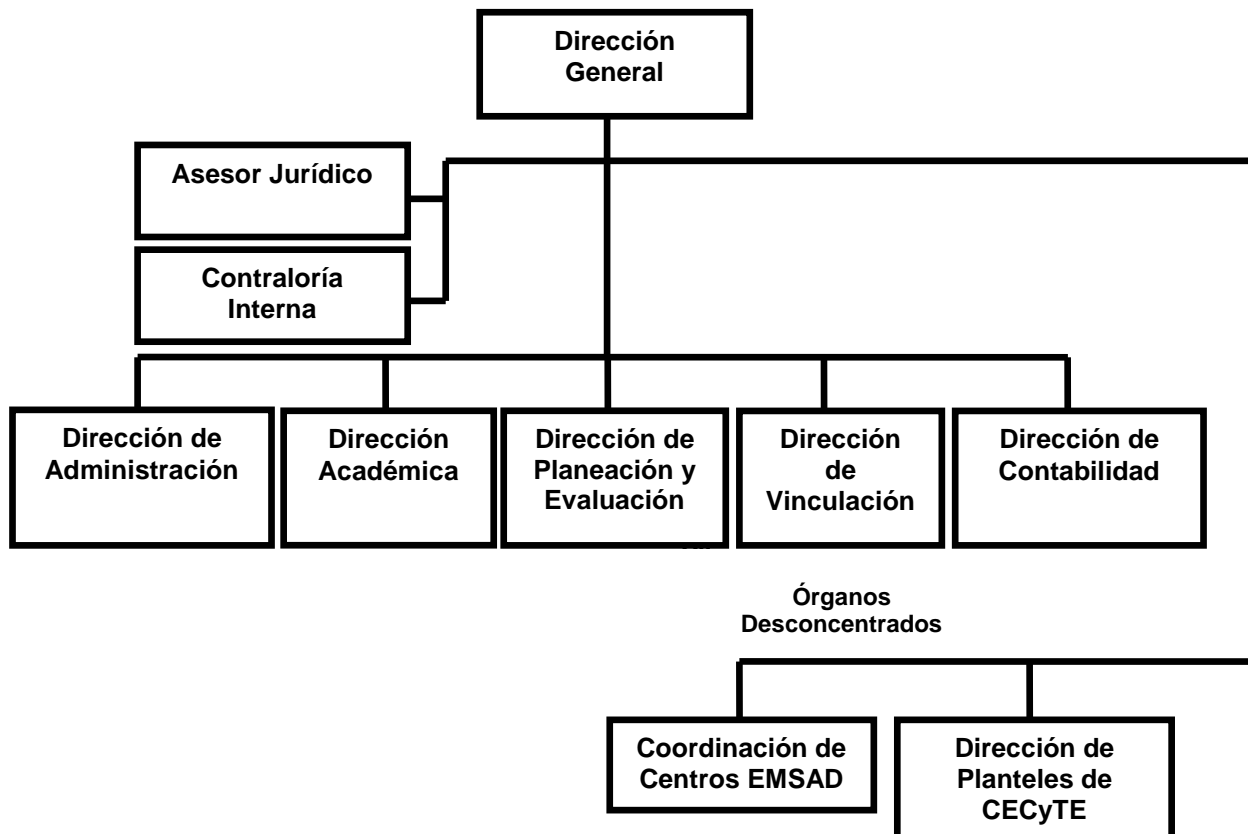 Dirección
General
Asesor Jurídico
Contraloría
Interna
Dirección de
Administración
Dirección
Académica
Dirección de
Planeación y
Evaluación
Dirección
de
Vinculación
Dirección de
Contabilidad
Órganos
Desconcentrados
Coordinación de
Centros EMSAD
Dirección de
Planteles de
CECyTE